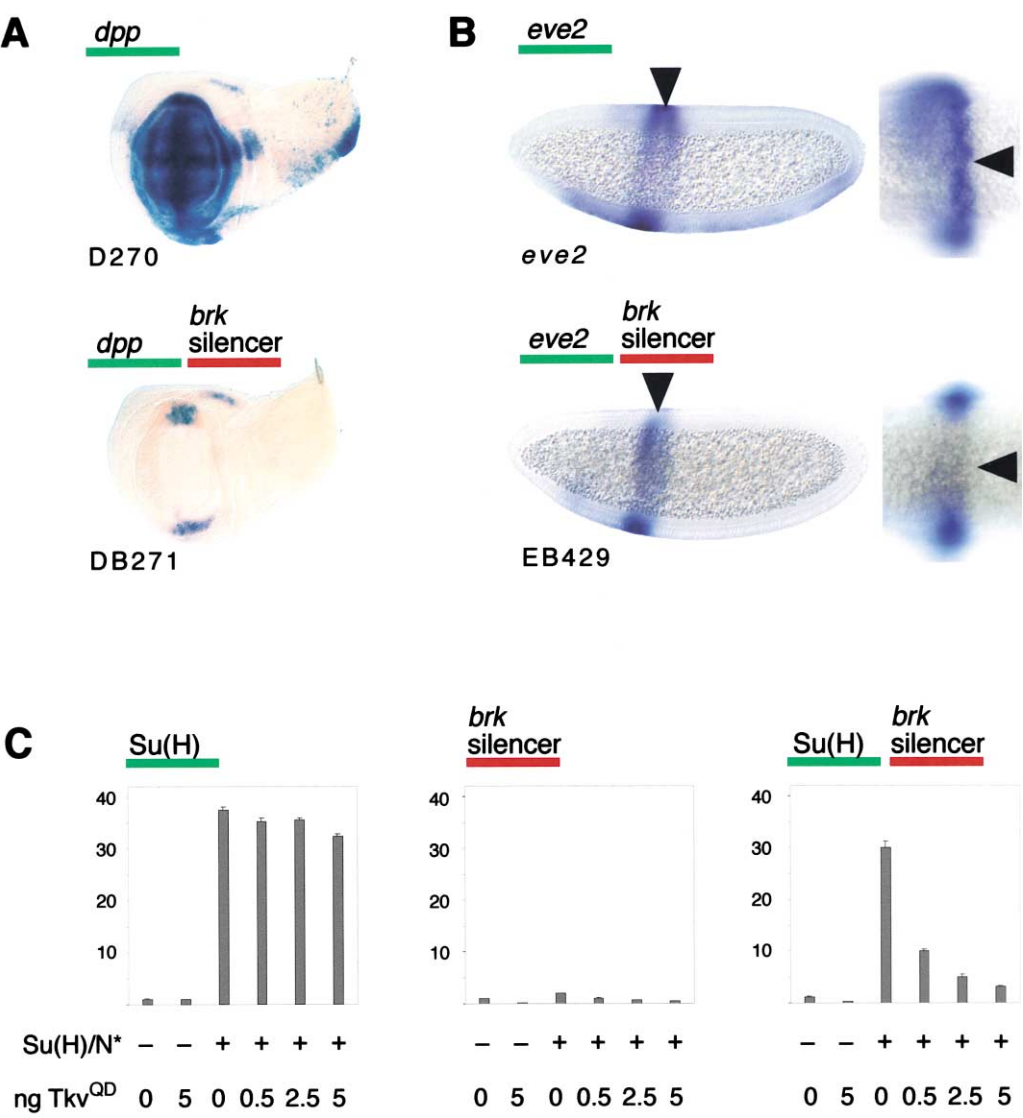 A
dpp
D270
dpp
brk
silencer
DB271
B
eve2
eve2
eve2
brk
silencer
EB429
C
Su(H)
40
30
20
10
brk
silencer
40
30
20
10
Su(H)
brk
silencer
40
30
20
10
Su(H)/N* – – + + + + – – + + + + – – + + + +
ng TkvQD 0 5 0 0.5 2.5 5 0 5 0 0.5 2.5 5 0 5 0 0.5 2.5 5